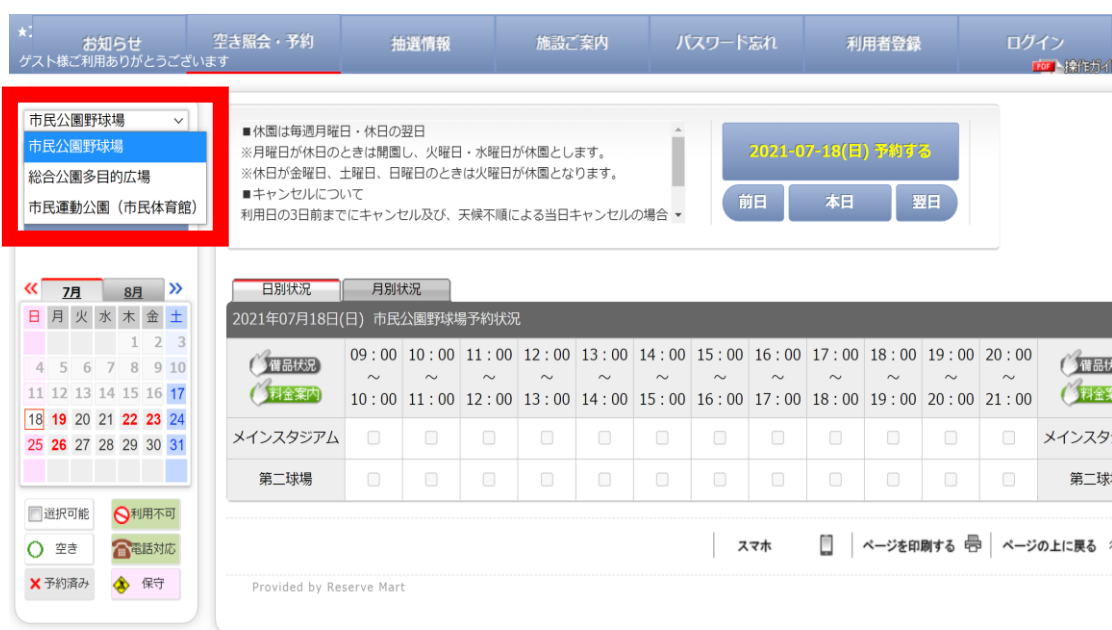 ★
お知らせ
空き照会・予約
抽選情報
施設ご案内
パスワード忘れ
利用者登録
ログイン
ゲスト様ご利用ありがとうございます
PDF 操作ガイ
市民公園野球場
市民公園野球場
総合公園多目的広場
市民運動公園（市民体育館）
■休園は毎週月曜日・休日の翌日
※月曜日が休日のときは開園し、火曜日・水曜日が休園とします。
※休日が金曜日、土曜日、日曜日のときは火曜日が休園となります。
■キャンセルについて
利用日の3日前までにキャンセル及び、天候不順による当日キャンセルの場合
2021-07-18(日) 予約する
前日 本日 翌日
7月 8月
日 月 火 水 木 金 土
1 2 3
4 5 6 7 8 9 10
11 12 13 14 15 16 17
18 19 20 21 22 23 24
25 26 27 28 29 30 31
選択可能 利用不可
空き 電話対応
予約済み 保守
日別状況 月別状況
2021年07月18日(日) 市民公園野球場予約状況
備品状況
料金案内
09：00 10：00 11：00 12：00 13：00 14：00 15：00 16：00 17：00 18：00 19：00 20：00
～ ～ ～ ～ ～ ～ ～ ～ ～ ～ ～ ～
10：00 11：00 12：00 13：00 14：00 15：00 16：00 17：00 18：00 19：00 20：00 21：00
備品状
料金案
メインスタジアム
メインスタ
第二球場
第二球
スマホ ページを印刷する ページの上に戻る
Provided by Reserve Mart